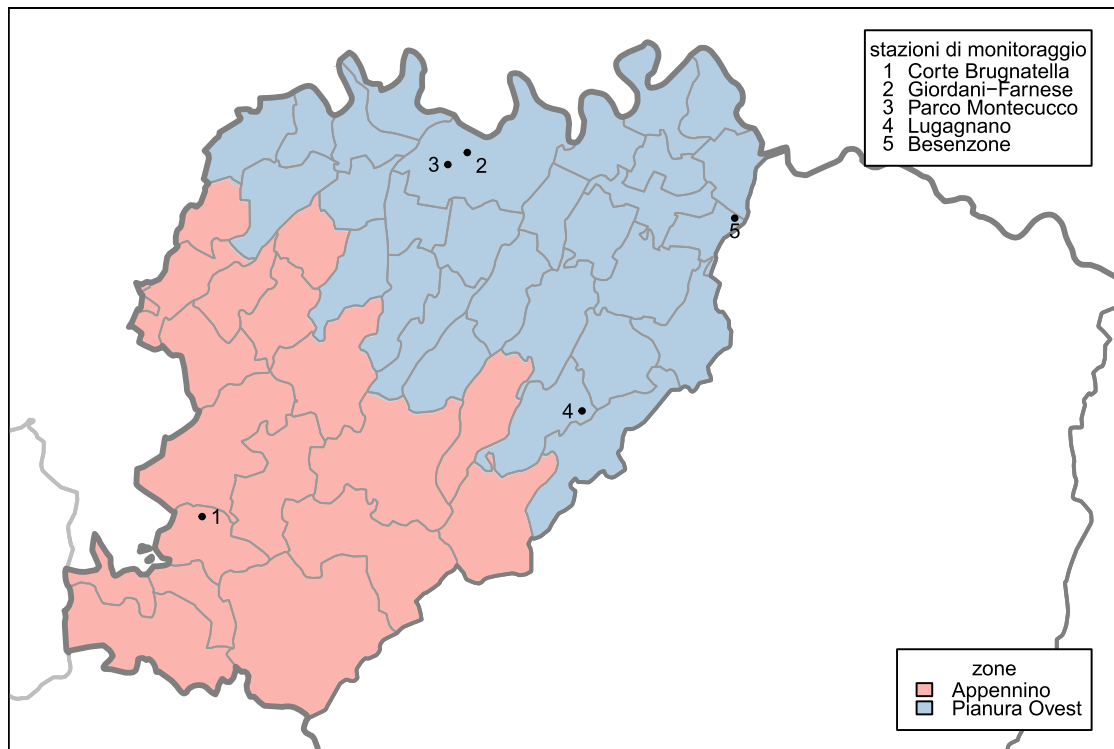 stazioni di monitoraggio
1 Corte Brugnatella
2 Giordani−Farnese
3 Parco Montecucco
4 Lugagnano
5 Besenzone
3
2
5
4
1
zone
Appennino
Pianura Ovest